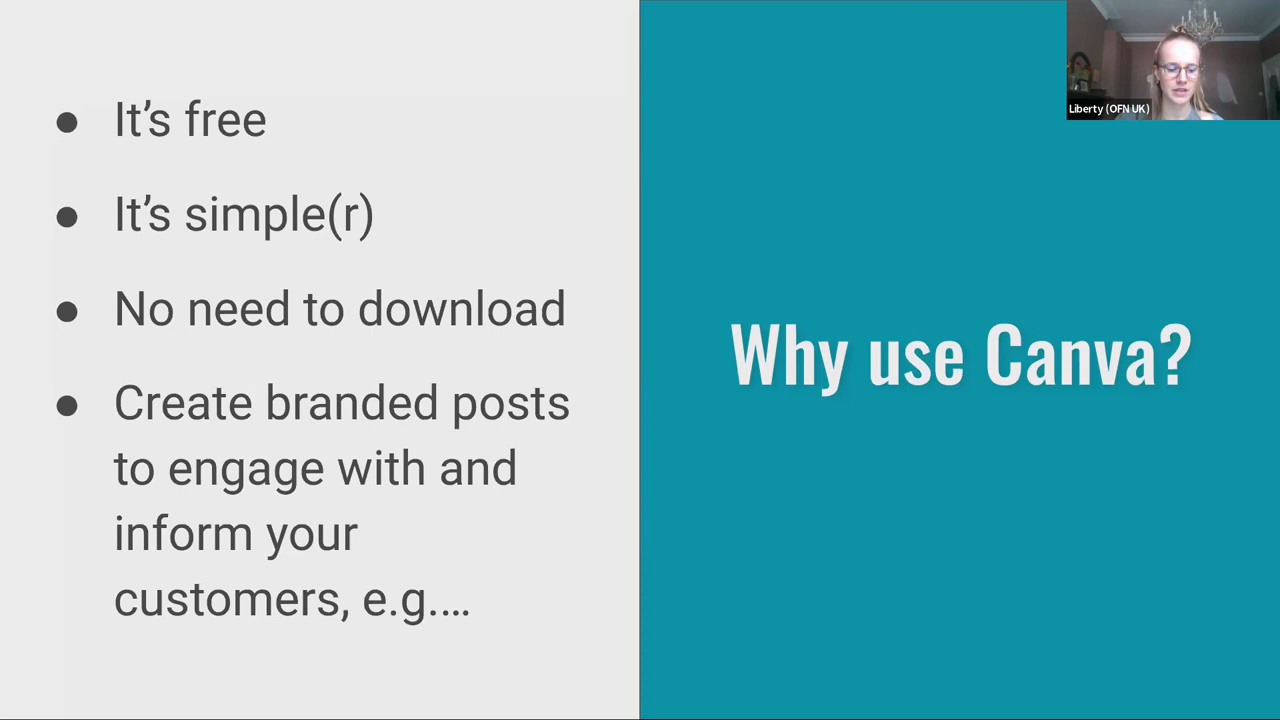 ● It’s free
● It’s simple(r)
● No need to download
● Create branded posts
to engage with and
inform your
customers, e.g.…
Why use Canva?
Liberty (OFN UK)